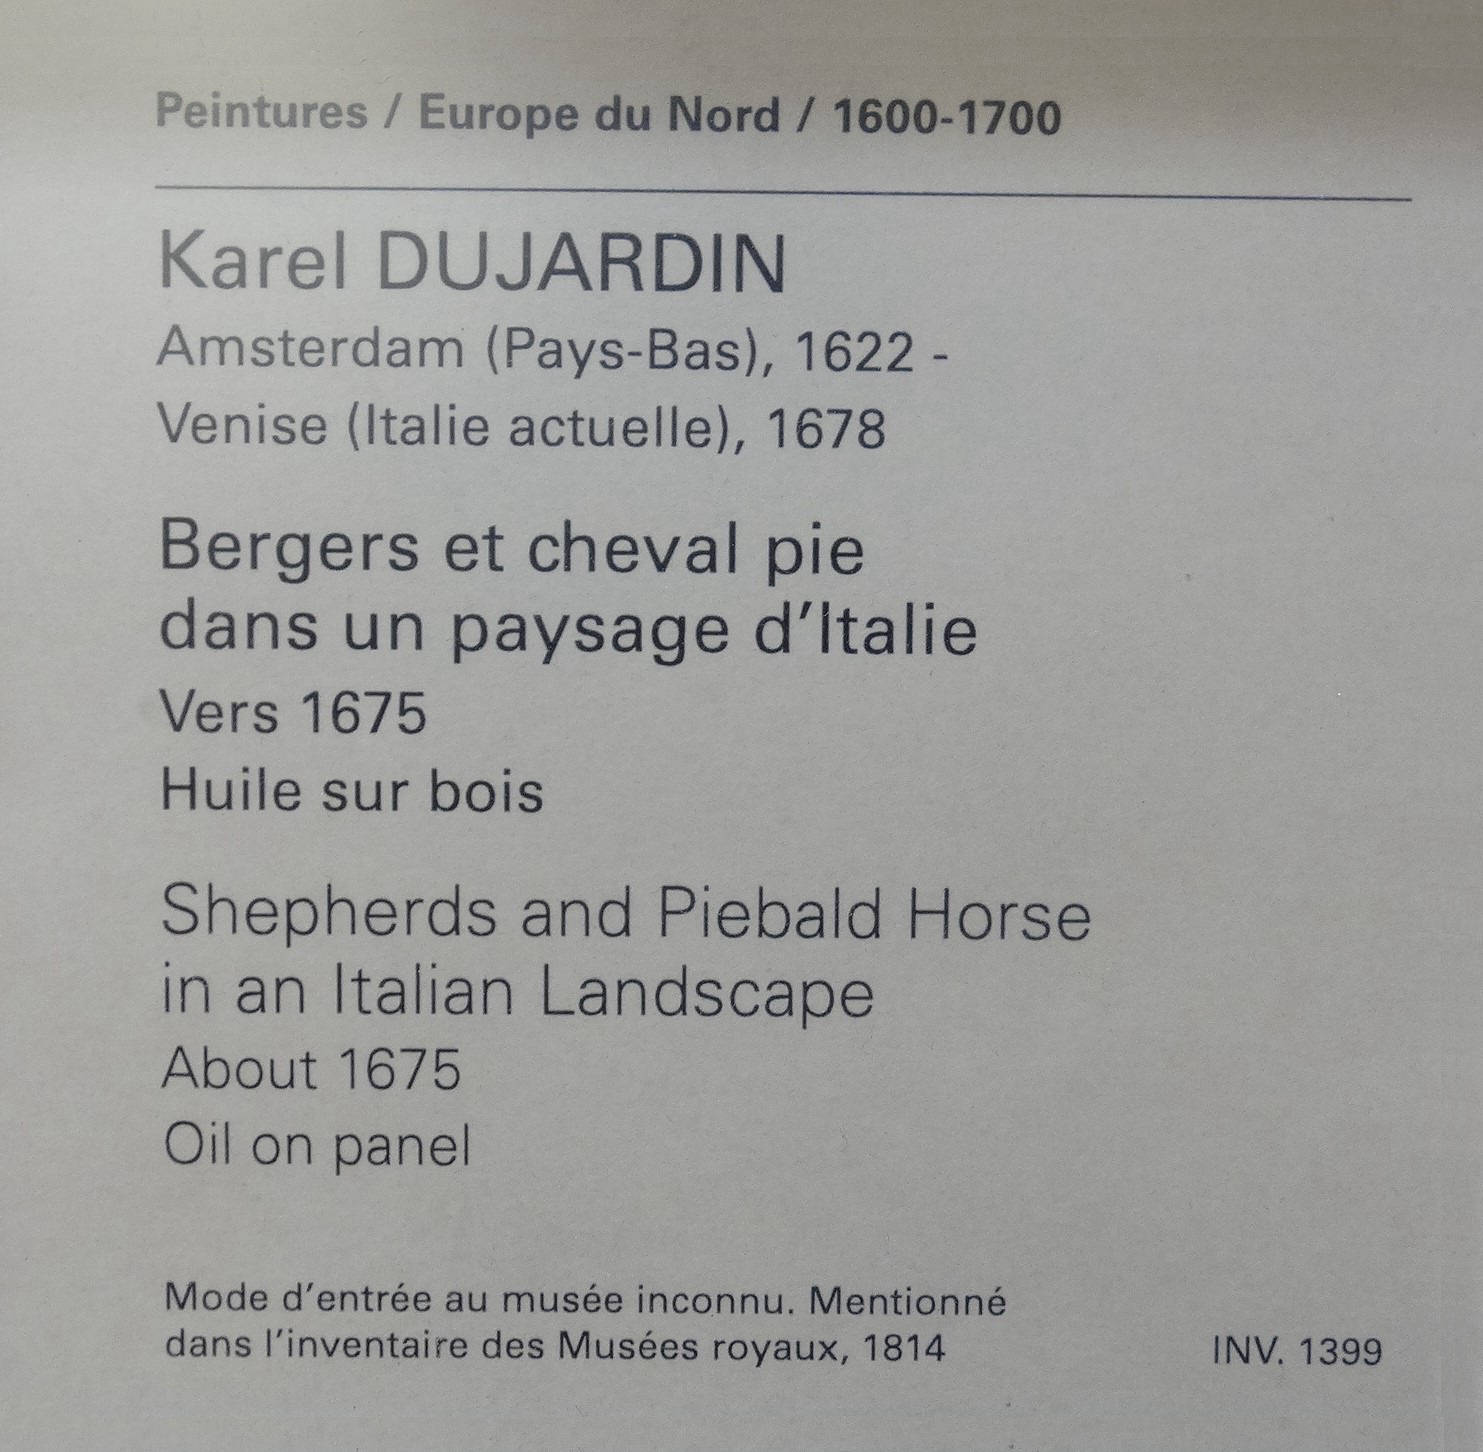 Peintures / Europe du Nord / 1600-1700
Karel DUJARDIN
Amsterdam (Pays-Bas), 1622 -
Venise (Italie actuelle), 1678
Bergers et cheval pie
dans un paysage d’Italie
Vers 1675
Huile sur bois
Shepherds and Piebald Horse
in an Italian Landscape
About 1675
Oil on panel
Mode d’entrée au musée inconnu. Mentionné
dans l’inventaire des Musées royaux, 1814
INV. 1399